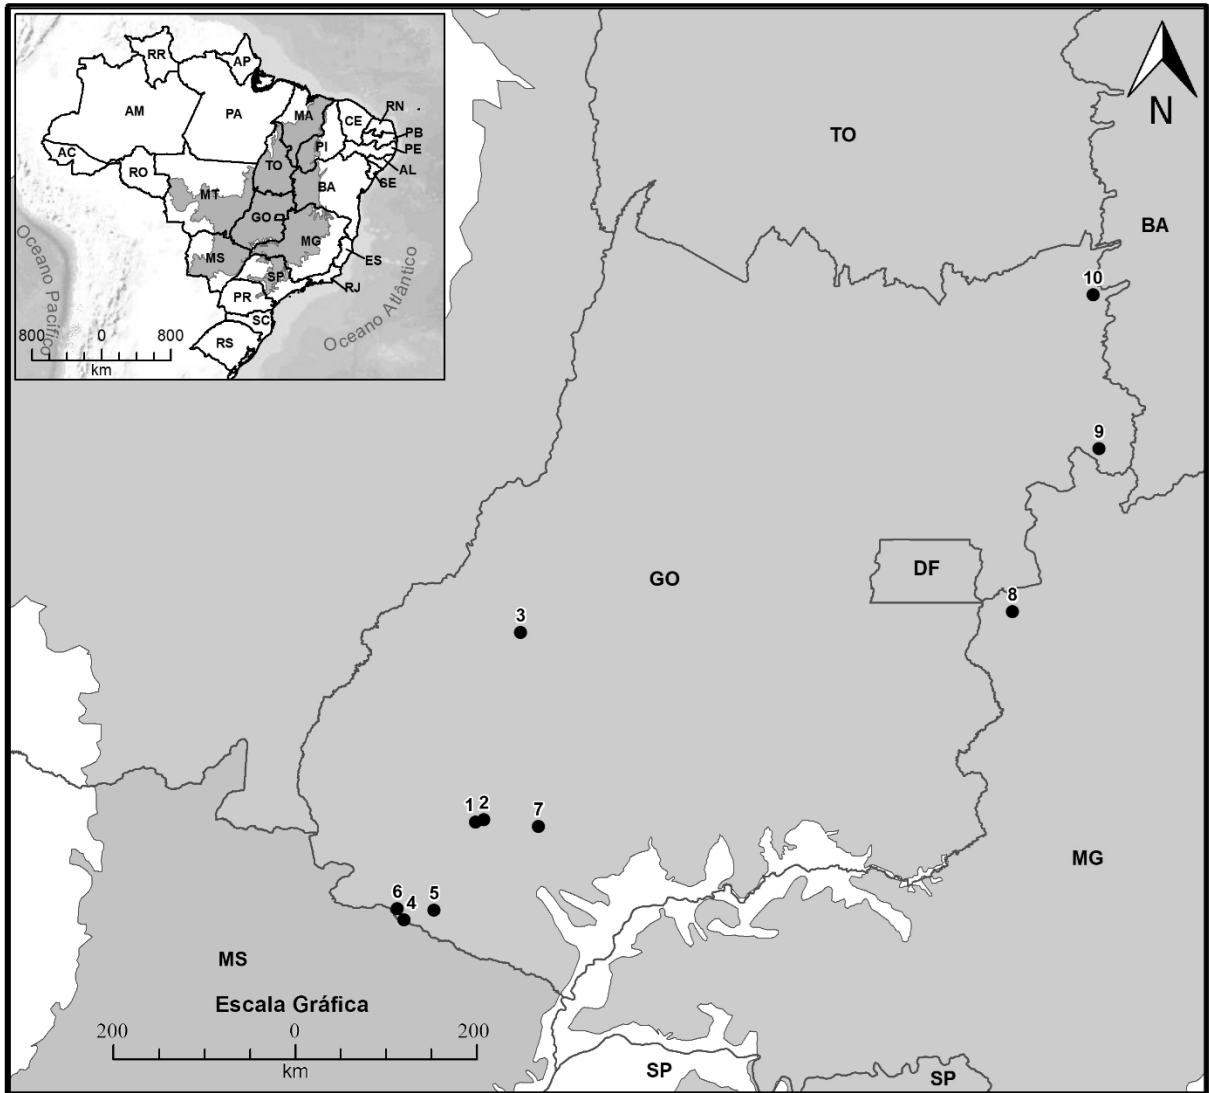 RR
AP
AM
PA
MA
CE
RN
PB
PE
AL
SE
PI
AC
RO
TO
BA
MT
GO
MG
ES
MS
SP
RJ
PR
SC
RS
Oceano Pacífico
Oceano Atlântico
800 0 800
km
N
TO
BA
10
9
DF
GO
8
3
1 2 7
MG
6 4 5
MS
Escala Gráfica
200 0 200
km
SP
SP